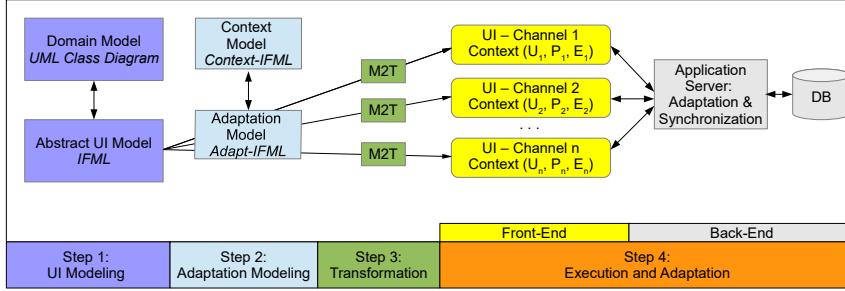 Domain Model
UML Class Diagram
Abstract UI Model
IFML
Context
Model
Context-IFML
Adaptation
Model
Adapt-IFML
M2T
M2T
M2T
UI – Channel 1
Context (U1, P1, E1)
UI – Channel 2
Context (U2, P2, E2)
. . .
UI – Channel n
Context (Un, Pn, En)
Application
Server:
Adaptation &
Synchronization
DB
Front-End
Back-End
Step 1:
UI Modeling
Step 2:
Adaptation Modeling
Step 3:
Transformation
Step 4:
Execution and Adaptation